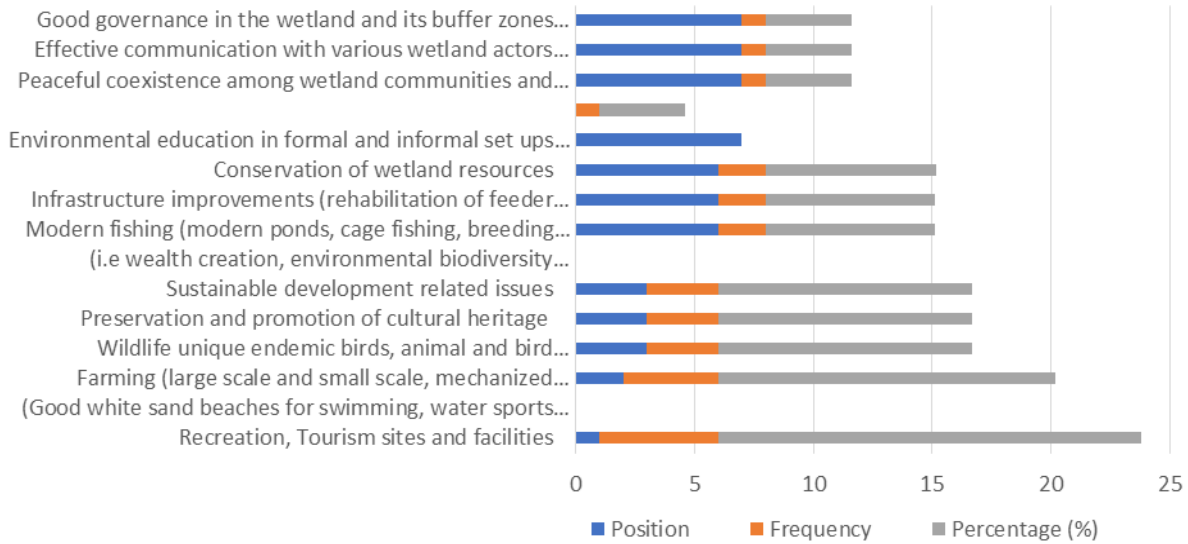 Good governance in the wetland and its buffer zones...
Effective communication with various wetland actors...
Peaceful coexistence among wetland communities and...
Environmental education in formal and informal set ups...
Conservation of wetland resources
Infrastructure improvements (rehabilitation of feeder...
Modern fishing (modern ponds, cage fishing, breeding...
(i.e wealth creation, environmental biodiversity...
Sustainable development related issues
Preservation and promotion of cultural heritage
Wildlife unique endemic birds, animal and bird...
Farming (large scale and small scale, mechanized...
(Good white sand beaches for swimming, water sports...
Recreation, Tourism sites and facilities
0 5 10 15 20 25
Position Frequency Percentage (%)